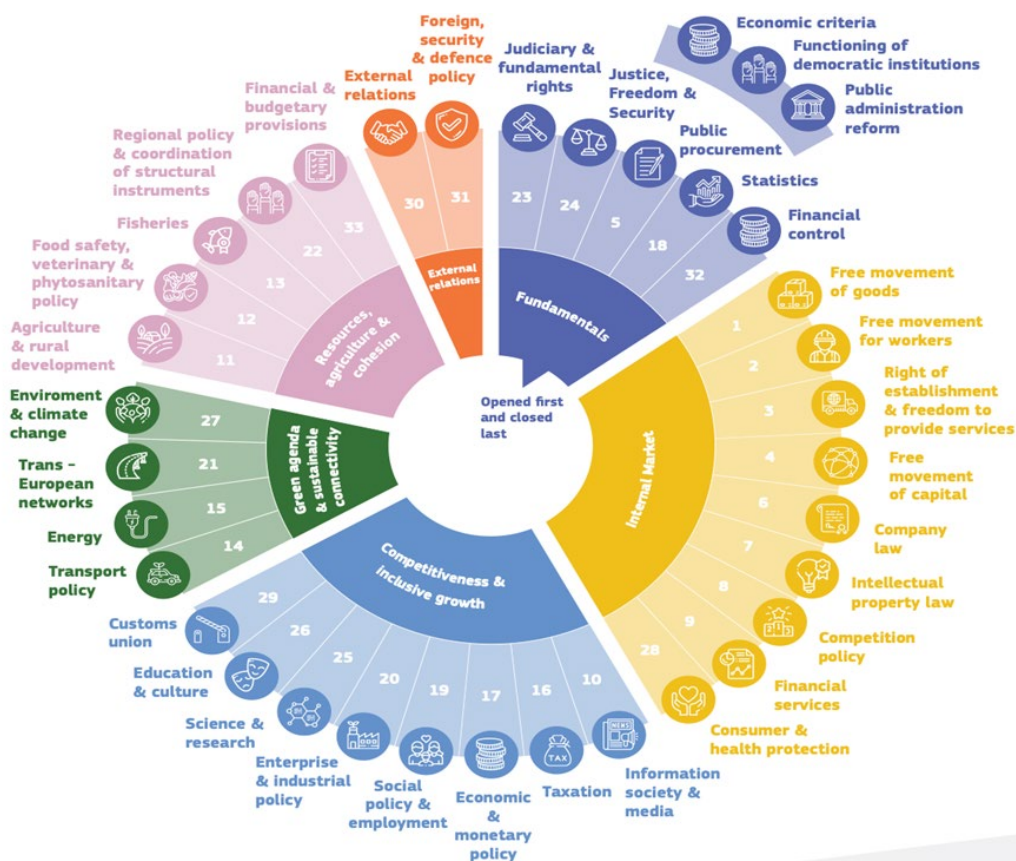 Economic criteria
Functioning of
democratic institutions
Public
administration
reform
Judiciary &
fundamental
rights
Justice,
Freedom &
Security
Public
procurement
Statistics
Financial
control
23
24
5
18
32
Fundamentals
Opened first
and closed
last
Free movement
of goods
Free movement
for workers
Right of
establishment
& freedom to
provide services
Free
movement
of capital
Company
law
Intellectual
property law
Competition
policy
Financial
services
Consumer &
health protection
1
2
3
4
6
7
8
9
28
Internal Market
Information
society &
media
Taxation
Economic
&
monetary
policy
Social
policy &
employment
Enterprise
& industrial
policy
Science &
research
Education
& culture
Customs
union
10
16
17
19
20
25
26
29
Competitiveness &
inclusive growth
NEWS
TAX
Transport
policy
Energy
Trans -
European
networks
Enviroment
& climate
change
14
15
21
27
Green agenda
& sustainable
connectivity
Agriculture
& rural
development
Food safety,
veterinary &
phytosanitary
policy
Fisheries
Regional policy
& coordination
of structural
instruments
Financial &
budgetary
provisions
11
12
13
22
33
Resources,
agriculture &
cohesion
External
relations
Foreign,
security
& defence
policy
30
31
External
relations